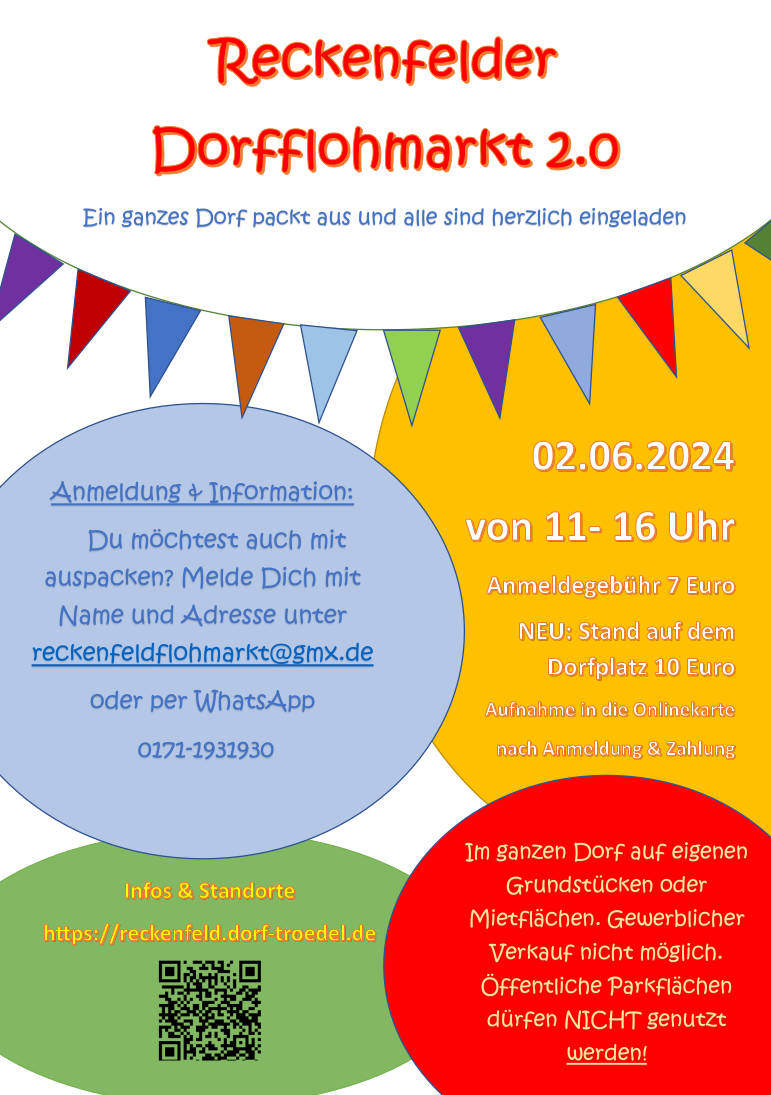 Reckenfelder
Dorfflohmarkt 2.0
Ein ganzes Dorf packt aus und alle sind herzlich eingeladen
02.06.2024
von 11- 16 Uhr
Anmeldegebühr 7 Euro
NEU: Stand auf dem
Dorfplatz 10 Euro
Aufnahme in die Onlinekarte
nach Anmeldung & Zahlung
Anmeldung & Information:
Du möchtest auch mit
auspacken? Melde Dich mit
Name und Adresse unter
reckenfeldflohmarkt@gmx.de
oder per WhatsApp
0171-1931930
Infos & Standorte
https://reckenfeld.dorf-troedel.de
Im ganzen Dorf auf eigenen
Grundstücken oder
Mietflächen. Gewerblicher
Verkauf nicht möglich.
Öffentliche Parkflächen
dürfen NICHT genutzt
werden!